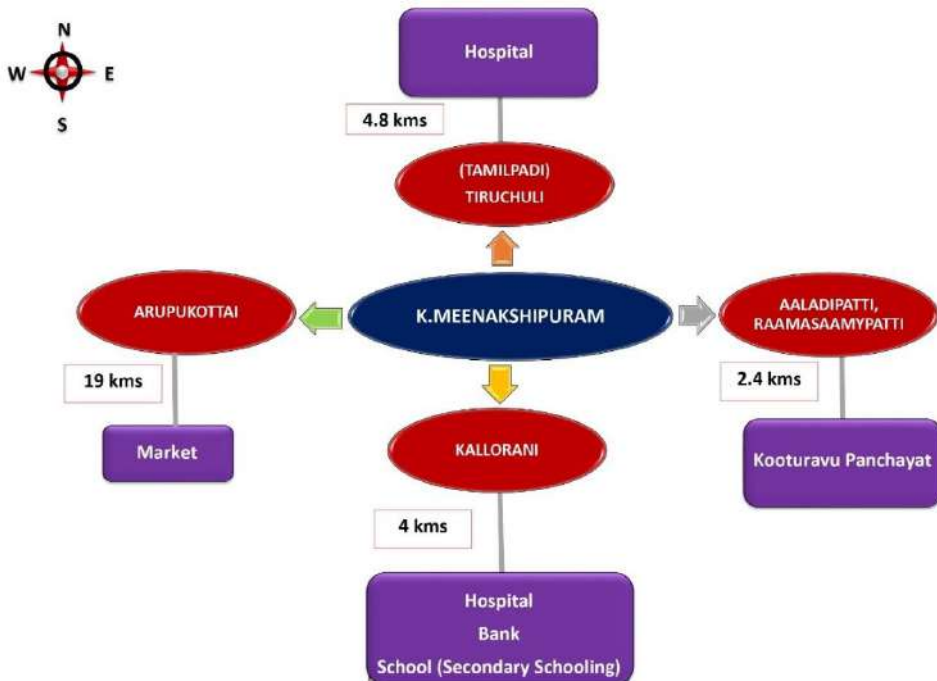 N
W
E
S
Hospital
4.8 kms
(TAMILPADI)
TIRUCHULI
ARUPUKOTTAI
K.MEENAKSHIPURAM
AALADIPATTI,
RAAMASAAMYPATTI
19 kms
2.4 kms
Market
KALLORANI
Kooturavu Panchayat
4 kms
Hospital
Bank
School (Secondary Schooling)